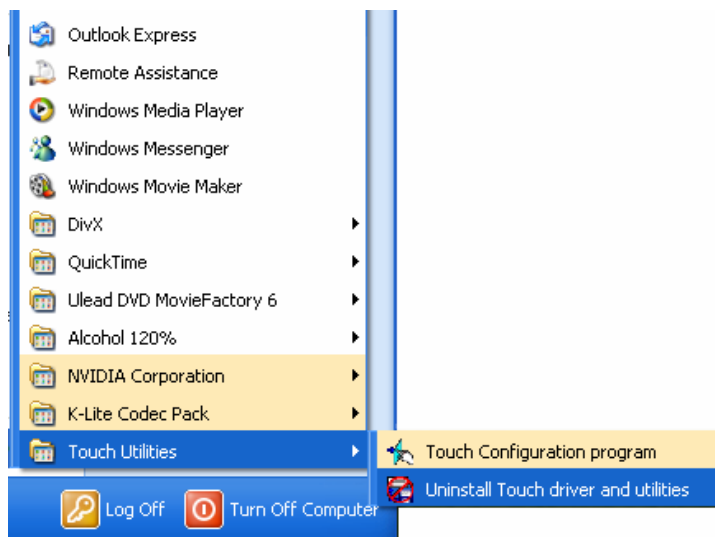 Outlook Express
Remote Assistance
Windows Media Player
Windows Messenger
Windows Movie Maker
DivX
QuickTime
Ulead DVD MovieFactory 6
Alcohol 120%
NVIDIA Corporation
K-Lite Codec Pack
Touch Utilities
Touch Configuration program
Uninstall Touch driver and utilities
Log Off
Turn Off Computer